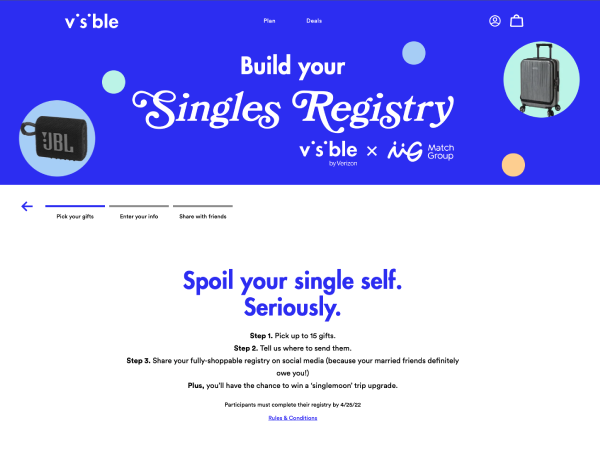 visible
Plan
Deals
Build your
Singles Registry
JBL
visible
by Verizon
×
Match
Group
Pick your gifts
Enter your info
Share with friends
Spoil your single self.
Seriously.
Step 1. Pick up to 15 gifts.
Step 2. Tell us where to send them.
Step 3. Share your fully-shoppable registry on social media (because your married friends definitely
owe you!)
Plus, you’ll have the chance to win a ‘singlemoon’ trip upgrade.
Participants must complete their registry by 4/25/22
Rules & Conditions